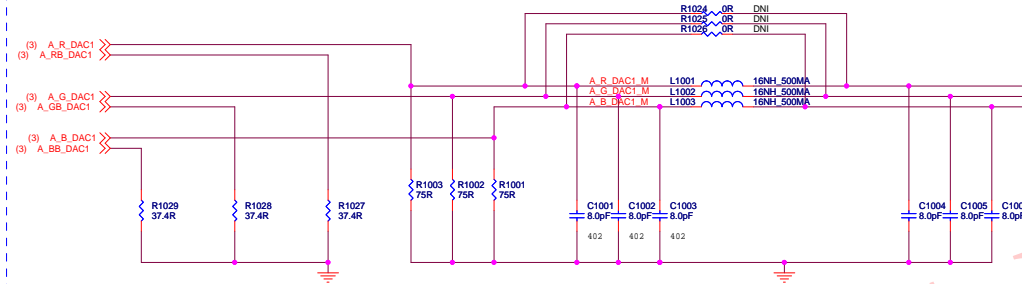 R1024 0R DNI
R1025 0R DNI
R1026 0R DNI
(3) A_R_DAC1
(3) A_RB_DAC1
A_R_DAC1_M L1001 16NH_500MA
(3) A_G_DAC1
A_G_DAC1_M L1002 16NH_500MA
(3) A_GB_DAC1
A_B_DAC1_M L1003 16NH_500MA
(3) A_B_DAC1
(3) A_BB_DAC1
R1003 R1002 R1001
75R 75R 75R
R1029 R1028 R1027
37.4R 37.4R 37.4R
C1001 C1002 C1003 C1004 C1005
8.0pF 8.0pF 8.0pF 8.0pF 8.0pF
402 402 402